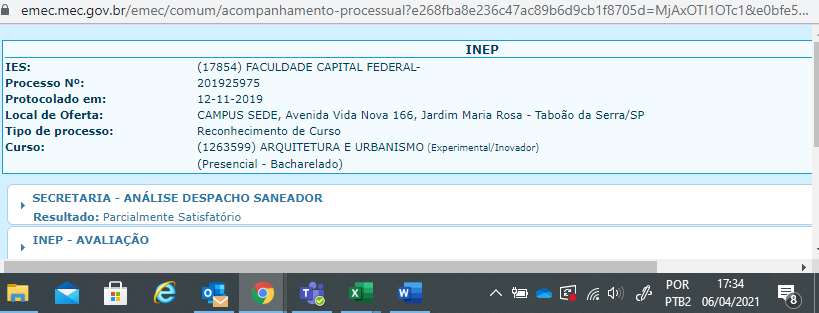 emec.mec.gov.br/emec/comum/acompanhamento-processual?e268fba8e236c47ac89b6d9cb1f8705d=MjAxOTI1OTc1&e0bfe5...
INEP
IES: (17854) FACULDADE CAPITAL FEDERAL-
Processo Nº: 201925975
Protocolado em: 12-11-2019
Local de Oferta: CAMPUS SEDE, Avenida Vida Nova 166, Jardim Maria Rosa - Taboão da Serra/SP
Tipo de processo: Reconhecimento de Curso
Curso: (1263599) ARQUITETURA E URBANISMO (Experimental/Inovador)
(Presencial - Bacharelado)
SECRETARIA - ANÁLISE DESPACHO SANEADOR
Resultado: Parcialmente Satisfatório
INEP - AVALIAÇÃO
POR 17:34
PTB2 06/04/2021
8